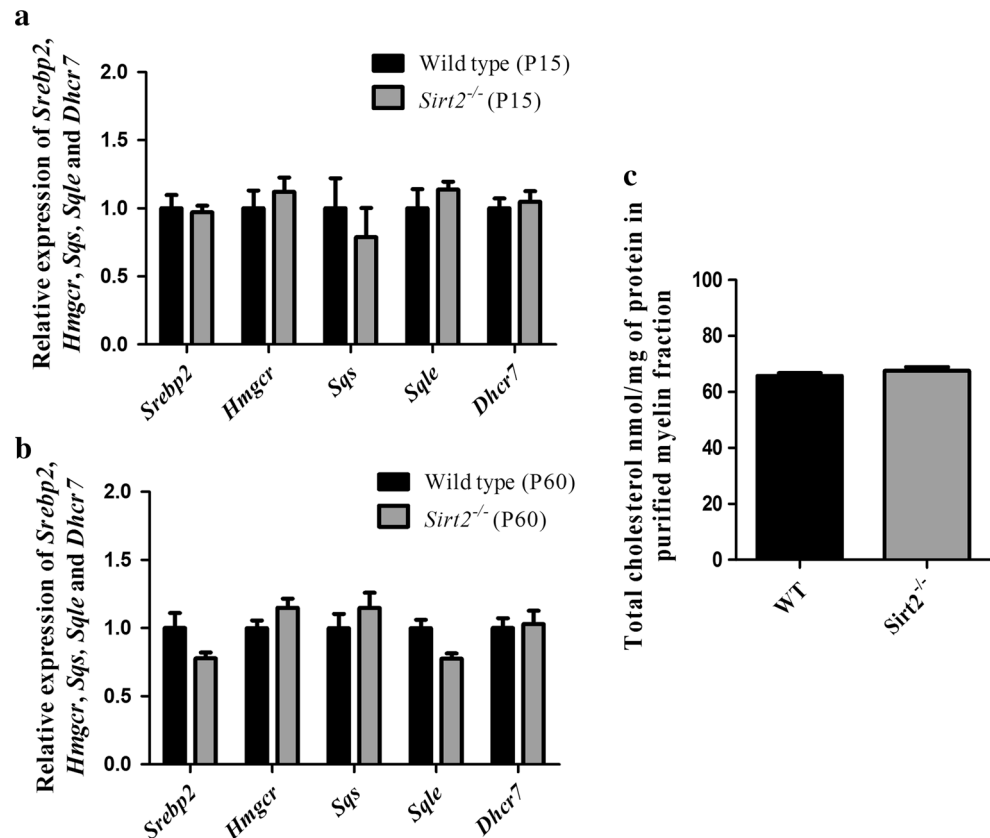 a
Relative expression of Srebp2,
Hmgcr, Sqs, Sqle and Dhcr7
2.0
1.5
1.0
0.5
0.0
Wild type (P15)
Sirt2-/- (P15)
Srebp2
Hmgcr
Sqs
Sqle
Dhcr7
b
Relative expression of Srebp2,
Hmgcr, Sqs, Sqle and Dhcr7
2.0
1.5
1.0
0.5
0.0
Wild type (P60)
Sirt2-/- (P60)
Srebp2
Hmgcr
Sqs
Sqle
Dhcr7
c
Total cholesterol nmol/mg of protein in
purified myelin fraction
100
80
60
40
20
0
WT
Sirt2-/-